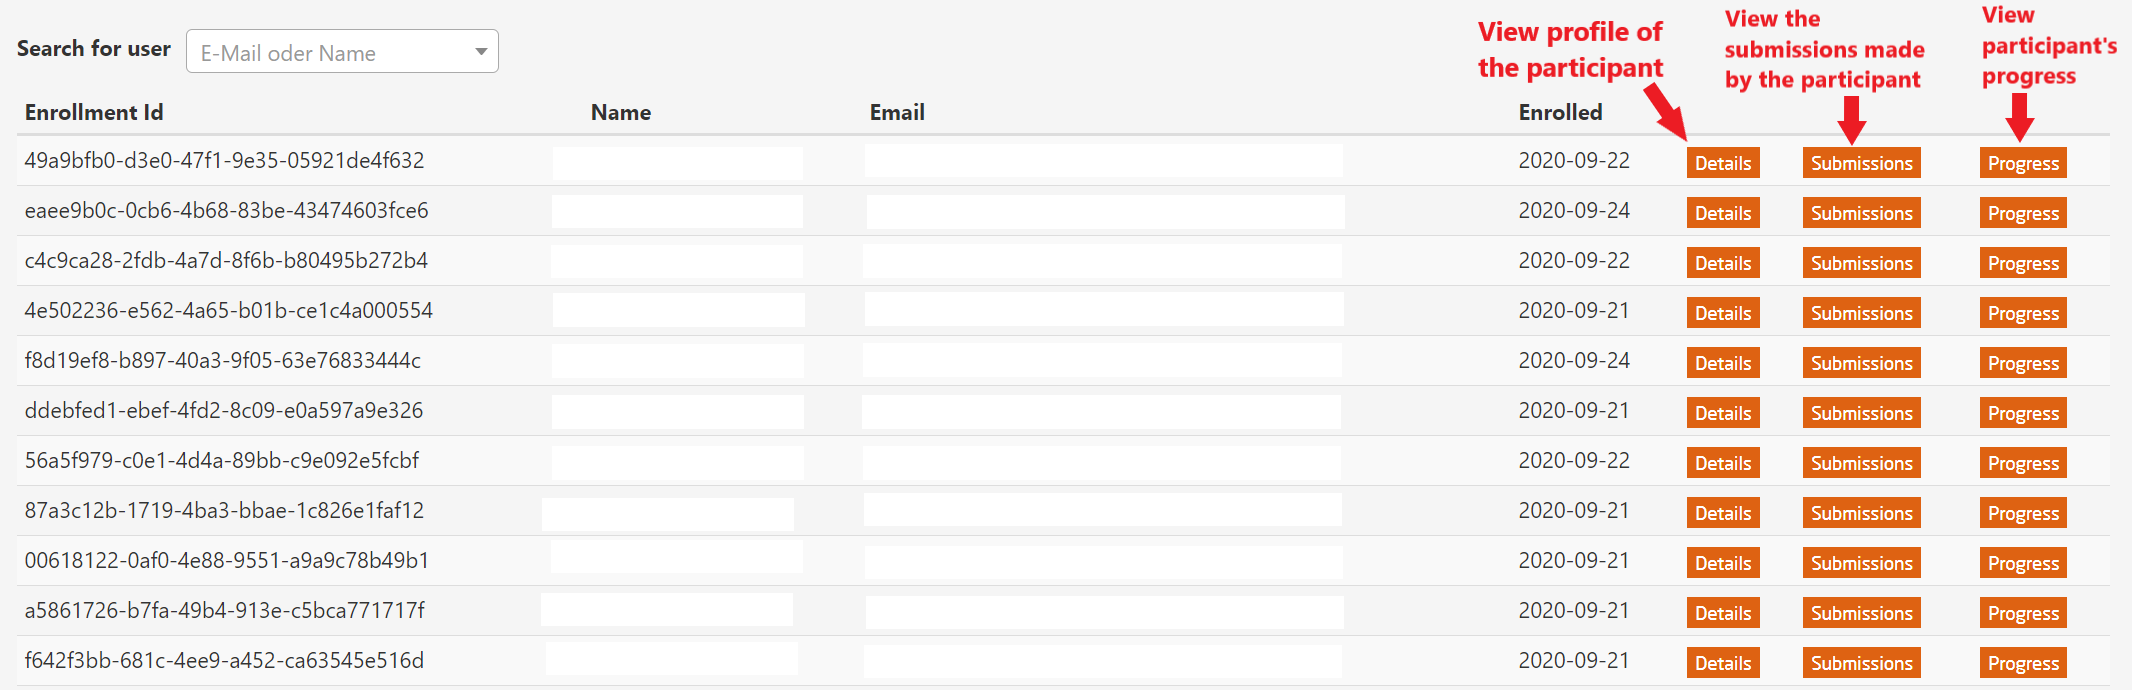 View profile of
the participant
View the
submissions made
by the participant
View
participant's
progress
Search for user E-Mail oder Name
Enrollment Id Name Email Enrolled
49a9bfb0-d3e0-47f1-9e35-05921de4f632 2020-09-22 Details Submissions Progress
eaee9b0c-0cb6-4b68-83be-43474603fce6 2020-09-24 Details Submissions Progress
c4c9ca28-2fdb-4a7d-8f6b-b80495b272b4 2020-09-22 Details Submissions Progress
4e502236-e562-4a65-b01b-ce1c4a000554 2020-09-21 Details Submissions Progress
f8d19ef8-b897-40a3-9f05-63e76833444c 2020-09-24 Details Submissions Progress
ddebfed1-ebef-4fd2-8c09-e0a597a9e326 2020-09-21 Details Submissions Progress
56a5f979-c0e1-4d4a-89bb-c9e092e5fcbf 2020-09-22 Details Submissions Progress
87a3c12b-1719-4ba3-bbae-1c826e1faf12 2020-09-21 Details Submissions Progress
00618122-0af0-4e88-9551-a9a9c78b49b1 2020-09-21 Details Submissions Progress
a5861726-b7fa-49b4-913e-c5bca771717f 2020-09-21 Details Submissions Progress
f642f3bb-681c-4ee9-a452-ca63545e516d 2020-09-21 Details Submissions Progress